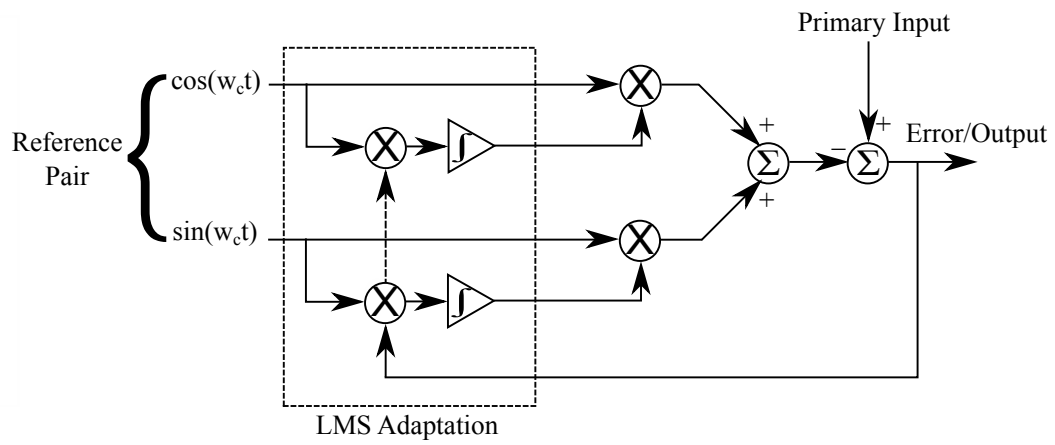 Primary Input
cos(w_ct)
X
+
+
Error/Output
Reference
Pair
X
∫
−
Σ
Σ
+
sin(w_ct)
X
X
∫
LMS Adaptation